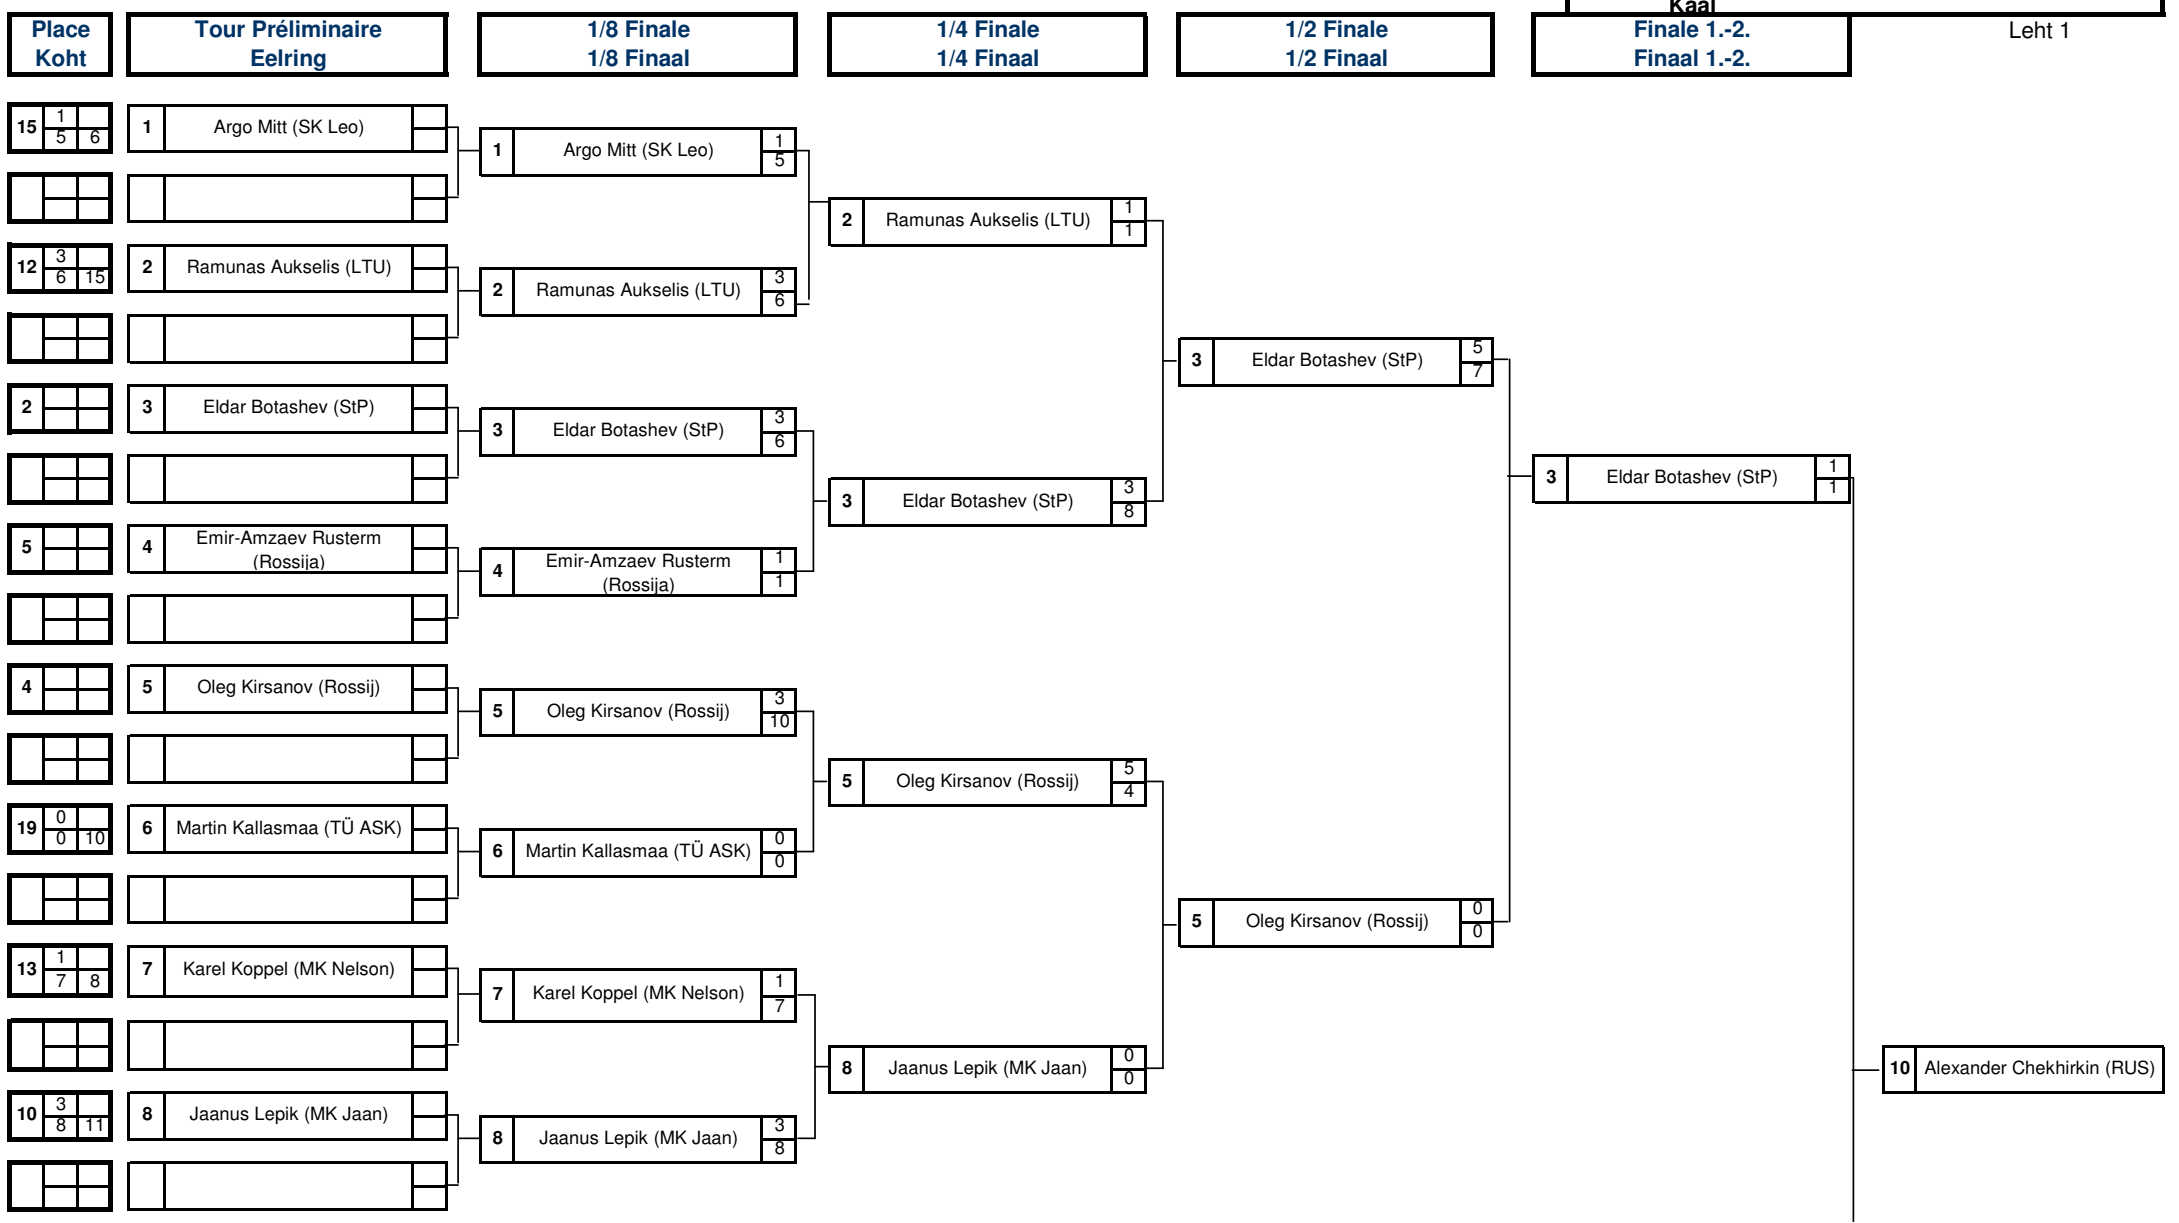 Kaal
Place
Koht
Tour Préliminaire
Eelring
1/8 Finale
1/8 Finaal
1/4 Finale
1/4 Finaal
1/2 Finale
1/2 Finaal
Finale 1.-2.
Finaal 1.-2.
Leht 1
15 1
5 6
1 Argo Mitt (SK Leo)
1 Argo Mitt (SK Leo) 1
5
2 Ramunas Aukselis (LTU) 1
1
12 3
6 15
2 Ramunas Aukselis (LTU)
2 Ramunas Aukselis (LTU) 3
6
3 Eldar Botashev (StP) 5
7
2
3 Eldar Botashev (StP)
3 Eldar Botashev (StP) 3
6
3 Eldar Botashev (StP) 1
1
3 Eldar Botashev (StP) 3
8
5
4 Emir-Amzaev Rusterm
(Rossija)
4 Emir-Amzaev Rusterm
(Rossija) 1
1
4
5 Oleg Kirsanov (Rossij)
5 Oleg Kirsanov (Rossij) 3
10
5 Oleg Kirsanov (Rossij) 5
4
19 0
0 10
6 Martin Kallasmaa (TÜ ASK)
6 Martin Kallasmaa (TÜ ASK) 0
0
5 Oleg Kirsanov (Rossij) 0
0
13 1
7 8
7 Karel Koppel (MK Nelson)
7 Karel Koppel (MK Nelson) 1
7
8 Jaanus Lepik (MK Jaan) 0
0
10 Alexander Chekhirkin (RUS)
10 3
8 11
8 Jaanus Lepik (MK Jaan)
8 Jaanus Lepik (MK Jaan) 3
8